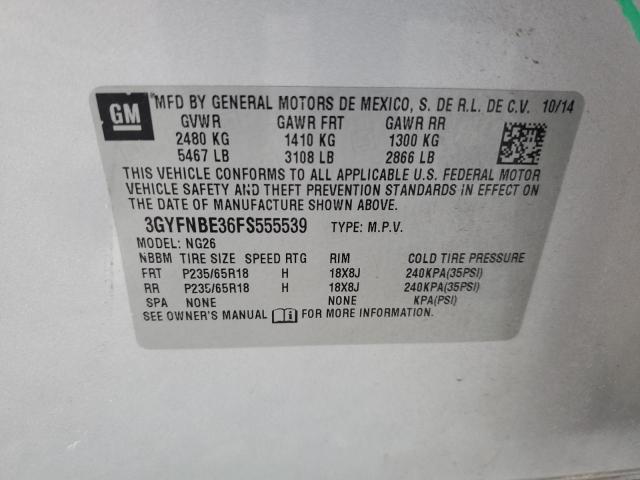 GM
MFD BY GENERAL MOTORS DE MEXICO, S. DE R.L. DE C.V. 10/14
GVWR GAWR FRT GAWR RR
2480 KG 1410 KG 1300 KG
5467 LB 3108 LB 2866 LB
THIS VEHICLE CONFORMS TO ALL APPLICABLE U.S. FEDERAL MOTOR
VEHICLE SAFETY AND THEFT PREVENTION STANDARDS IN EFFECT ON
THE DATE OF MANUFACTURE SHOWN ABOVE.
3GYFNBE36FS555539 TYPE: M.P.V.
MODEL: NG26
NBBM TIRE SIZE SPEED RTG RIM COLD TIRE PRESSURE
FRT P235/65R18 H 18X8J 240KPA(35PSI)
RR P235/65R18 H 18X8J 240KPA(35PSI)
SPA NONE NONE KPA(PSI)
SEE OWNER'S MANUAL FOR MORE INFORMATION.